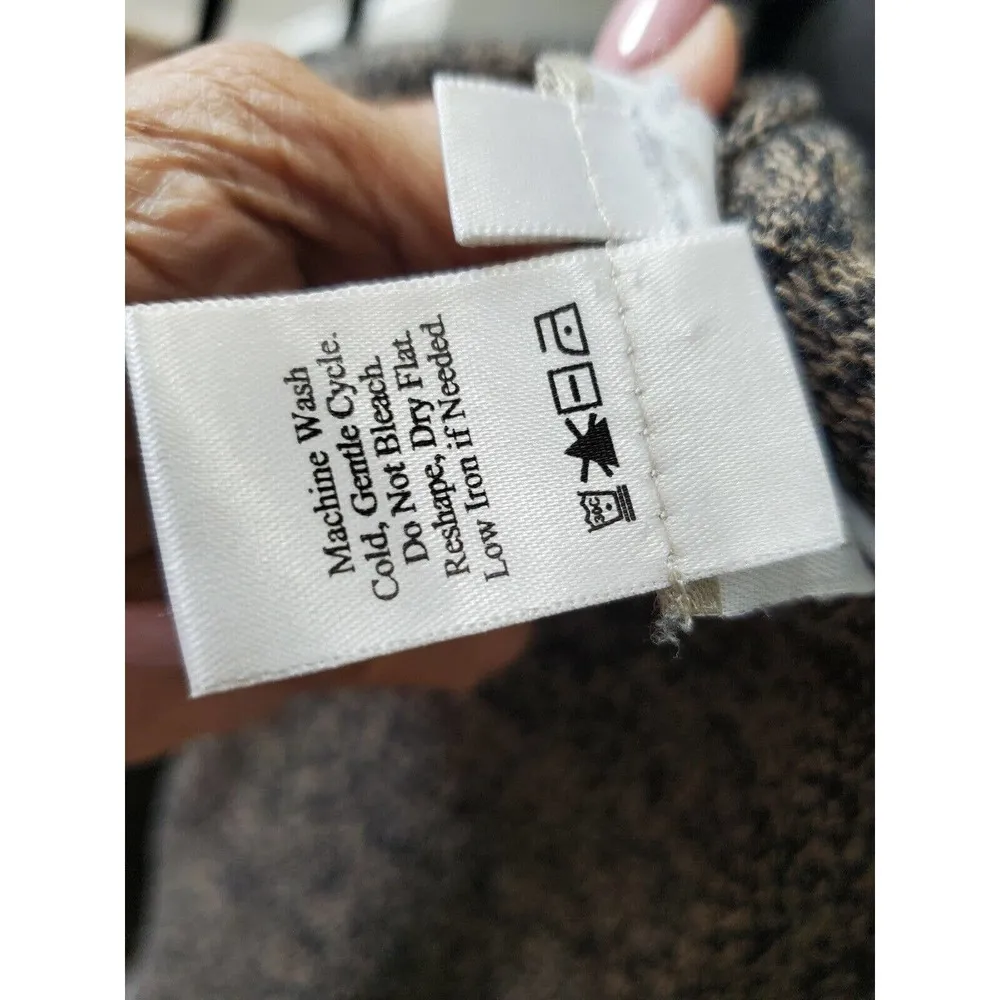 Machine Wash
Cold, Gentle Cycle.
Do Not Bleach.
Reshape, Dry Flat.
Low Iron if Needed.
30C